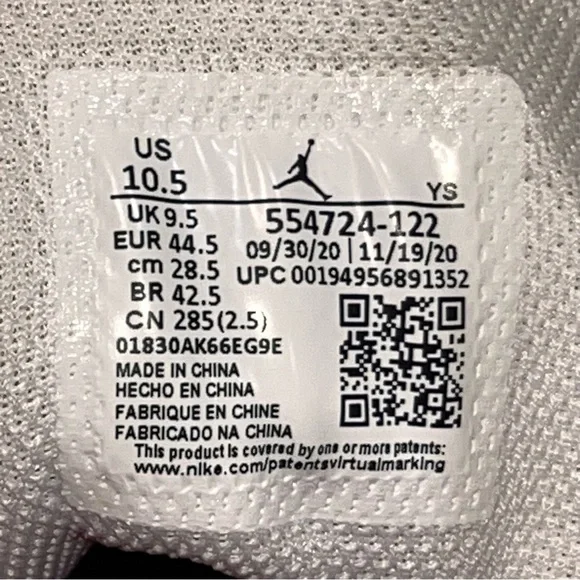 US
10.5
YS
UK 9.5
554724-122
EUR 44.5
09/30/20 | 11/19/20
cm 28.5
UPC 00194956891352
BR 42.5
CN 285(2.5)
01830AK66EG9E
MADE IN CHINA
HECHO EN CHINA
FABRIQUE EN CHINE
FABRICADO NA CHINA
This product is covered by one or more patents:
www.nike.com/patentsvirtualmarking